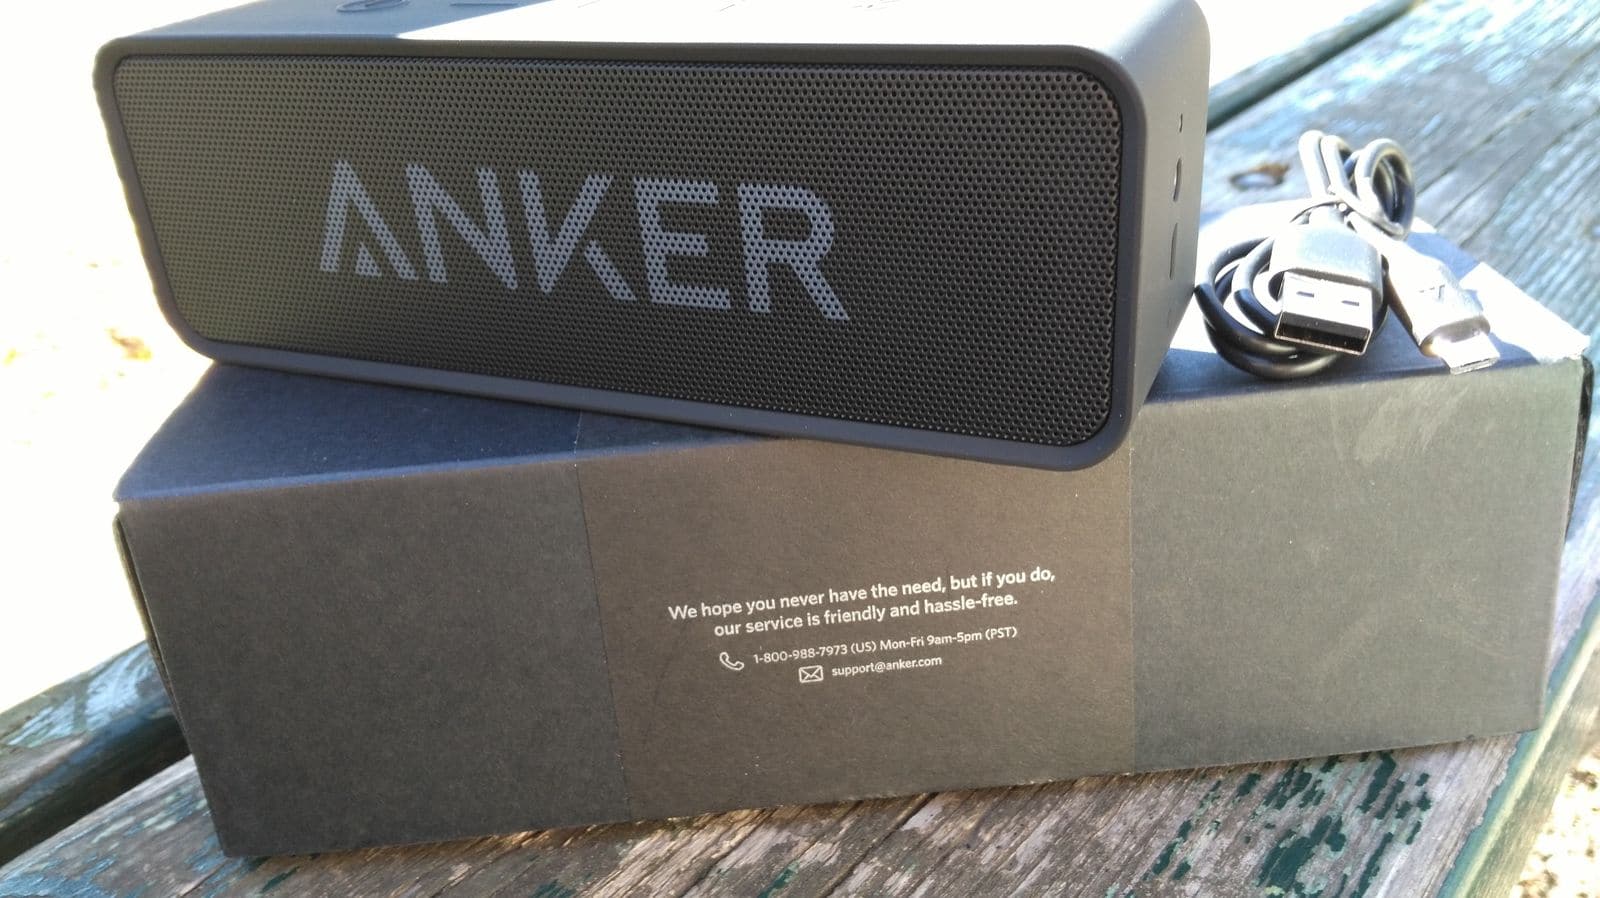 ANKER
We hope you never have the need, but if you do,
our service is friendly and hassle-free.
1-800-988-7973 (US) Mon-Fri 9am-5pm (PST)
support@anker.com